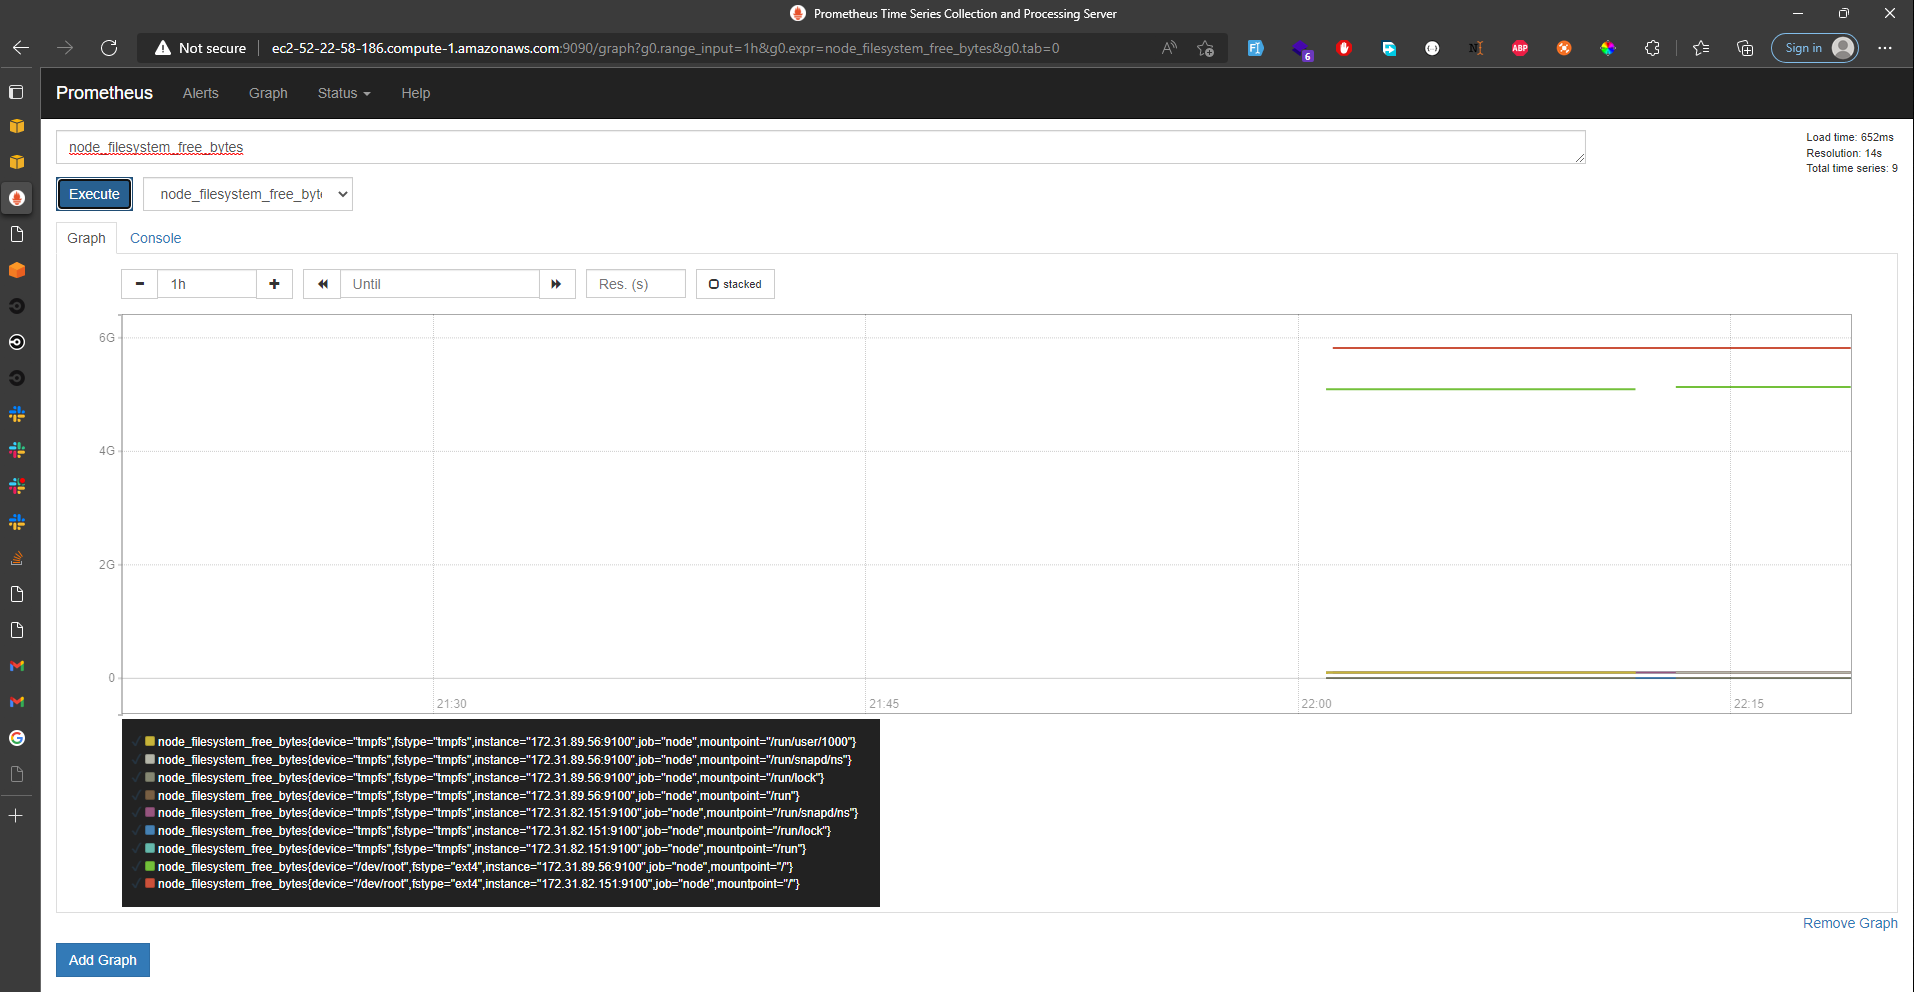 Prometheus Time Series Collection and Processing Server
Not secure ec2-52-22-58-186.compute-1.amazonaws.com:9090/graph?g0.range_input=1h&g0.expr=node_filesystem_free_bytes&g0.tab=0
6 ABP Sign in
Prometheus Alerts Graph Status Help
node_filesystem_free_bytes
Load time: 652ms
Resolution: 14s
Total time series: 9
Execute node_filesystem_free_byt
Graph Console
1h Until Res. (s) stacked
6G
4G
2G
0
21:30 21:45 22:00 22:15
node_filesystem_free_bytes{device="tmpfs",fstype="tmpfs",instance="172.31.89.56:9100",job="node",mountpoint="/run/user/1000"}
node_filesystem_free_bytes{device="tmpfs",fstype="tmpfs",instance="172.31.89.56:9100",job="node",mountpoint="/run/snapd/ns"}
node_filesystem_free_bytes{device="tmpfs",fstype="tmpfs",instance="172.31.89.56:9100",job="node",mountpoint="/run/lock"}
node_filesystem_free_bytes{device="tmpfs",fstype="tmpfs",instance="172.31.89.56:9100",job="node",mountpoint="/run"}
node_filesystem_free_bytes{device="tmpfs",fstype="tmpfs",instance="172.31.82.151:9100",job="node",mountpoint="/run/snapd/ns"}
node_filesystem_free_bytes{device="tmpfs",fstype="tmpfs",instance="172.31.82.151:9100",job="node",mountpoint="/run/lock"}
node_filesystem_free_bytes{device="tmpfs",fstype="tmpfs",instance="172.31.82.151:9100",job="node",mountpoint="/run"}
node_filesystem_free_bytes{device="/dev/root",fstype="ext4",instance="172.31.89.56:9100",job="node",mountpoint="/"}
node_filesystem_free_bytes{device="/dev/root",fstype="ext4",instance="172.31.82.151:9100",job="node",mountpoint="/"}
Remove Graph
Add Graph